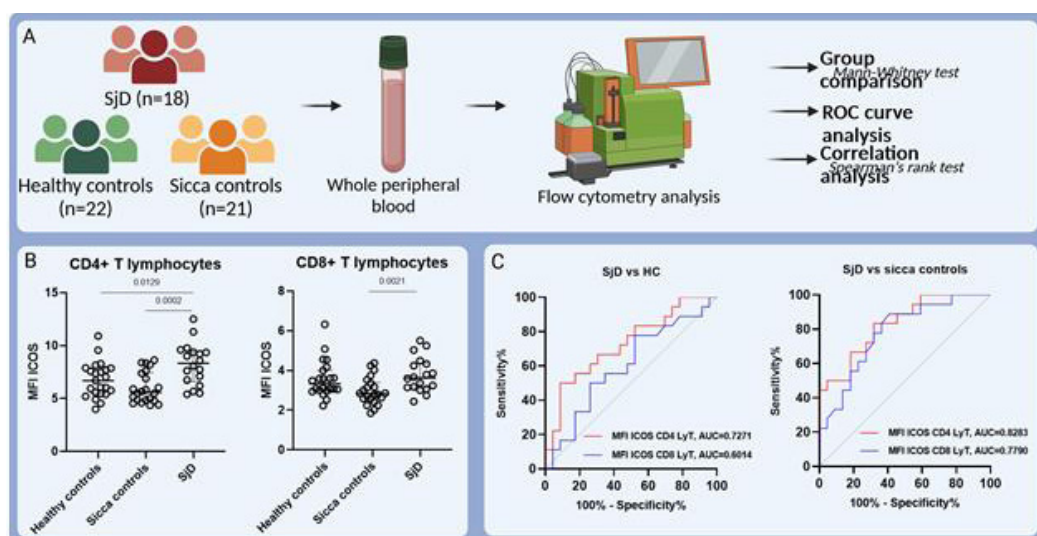 A
SjD (n=18)
Healthy controls
(n=22)
Sicca controls
(n=21)
Whole peripheral
blood
Flow cytometry analysis
Group
comparison
Mann-Whitney test
ROC curve
analysis
Correlation
analysis
Spearman's rank test
B
CD4+ T lymphocytes
0.0129
0.0002
15
10
5
0
MFI ICOS
Healthy controls
Sicca controls
SjD
CD8+ T lymphocytes
0.0021
8
6
4
2
0
MFI ICOS
Healthy controls
Sicca controls
SjD
C
SjD vs HC
100
80
60
40
20
0
Sensitivity%
MFI ICOS CD4 LyT, AUC=0.7271
MFI ICOS CD8 LyT, AUC=0.6014
0 20 40 60 80 100
100% - Specificity%
SjD vs sicca controls
100
80
60
40
20
0
Sensitivity%
MFI ICOS CD4 LyT, AUC=0.8283
MFI ICOS CD8 LyT, AUC=0.7790
0 20 40 60 80 100
100% - Specificity%